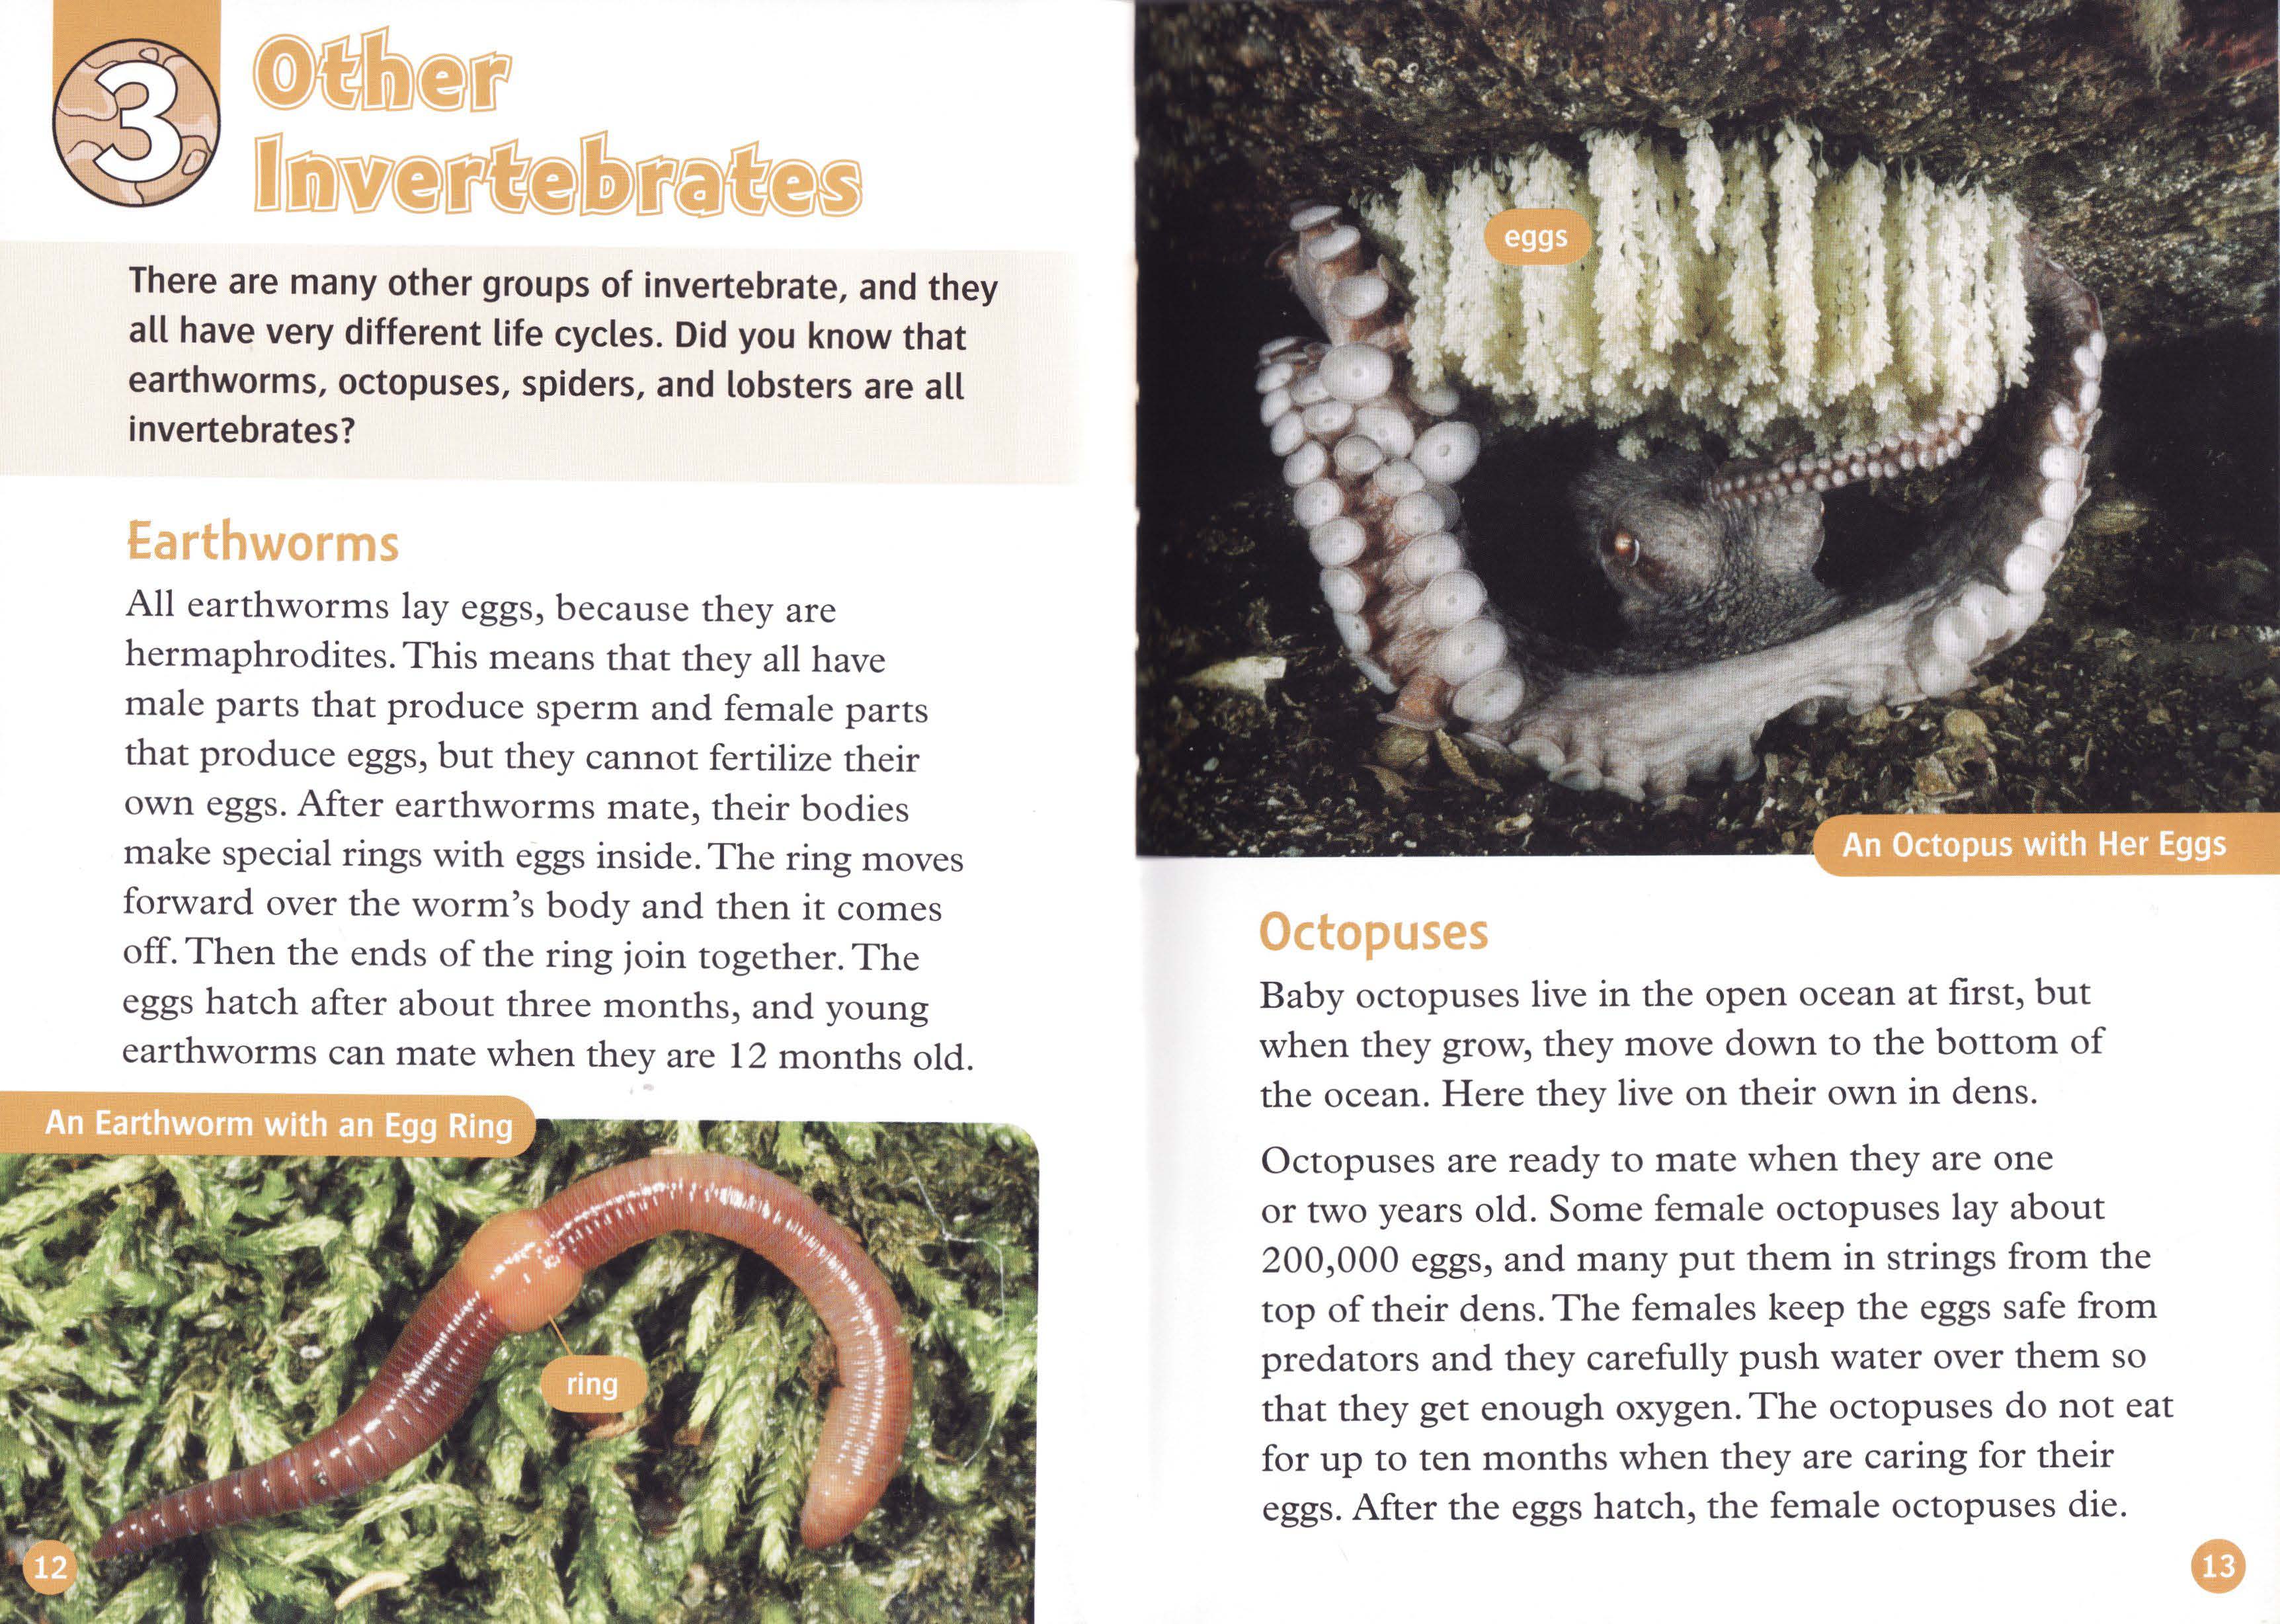 3
Other
Invertebrates
There are many other groups of invertebrate, and they
all have very different life cycles. Did you know that
earthworms, octopuses, spiders, and lobsters are all
invertebrates?
Earthworms
All earthworms lay eggs, because they are
hermaphrodites. This means that they all have
male parts that produce sperm and female parts
that produce eggs, but they cannot fertilize their
own eggs. After earthworms mate, their bodies
make special rings with eggs inside. The ring moves
forward over the worm's body and then it comes
off. Then the ends of the ring join together. The
eggs hatch after about three months, and young
earthworms can mate when they are 12 months old.
An Earthworm with an Egg Ring
ring
12
eggs
An Octopus with Her Eggs
Octopuses
Baby octopuses live in the open ocean at first, but
when they grow, they move down to the bottom of
the ocean. Here they live on their own in dens.
Octopuses are ready to mate when they are one
or two years old. Some female octopuses lay about
200,000 eggs, and many put them in strings from the
top of their dens. The females keep the eggs safe from
predators and they carefully push water over them so
that they get enough oxygen. The octopuses do not eat
for up to ten months when they are caring for their
eggs. After the eggs hatch, the female octopuses die.
13